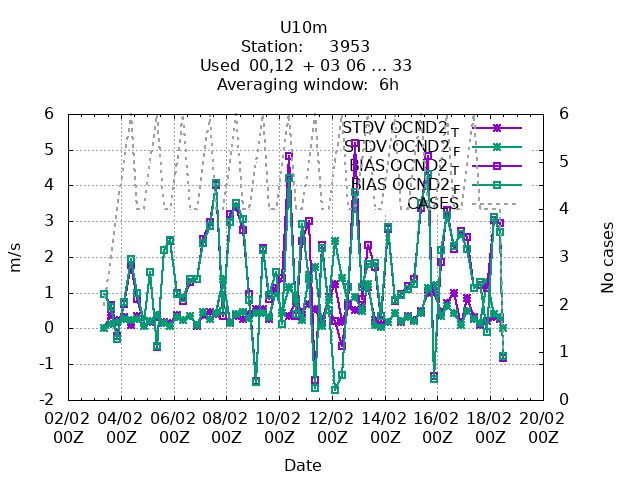 U10m
Station: 3953
Used 00,12 + 03 06 ... 33
Averaging window: 6h
STDV OCND2_T
STDV OCND2_F
BIAS OCND2_T
BIAS OCND2_F
CASES
6
5
4
3
2
1
0
-1
-2
m/s
6
5
4
3
2
1
0
No cases
02/02 04/02 06/02 08/02 10/02 12/02 14/02 16/02 18/02 20/02
00Z 00Z 00Z 00Z 00Z 00Z 00Z 00Z 00Z 00Z
Date